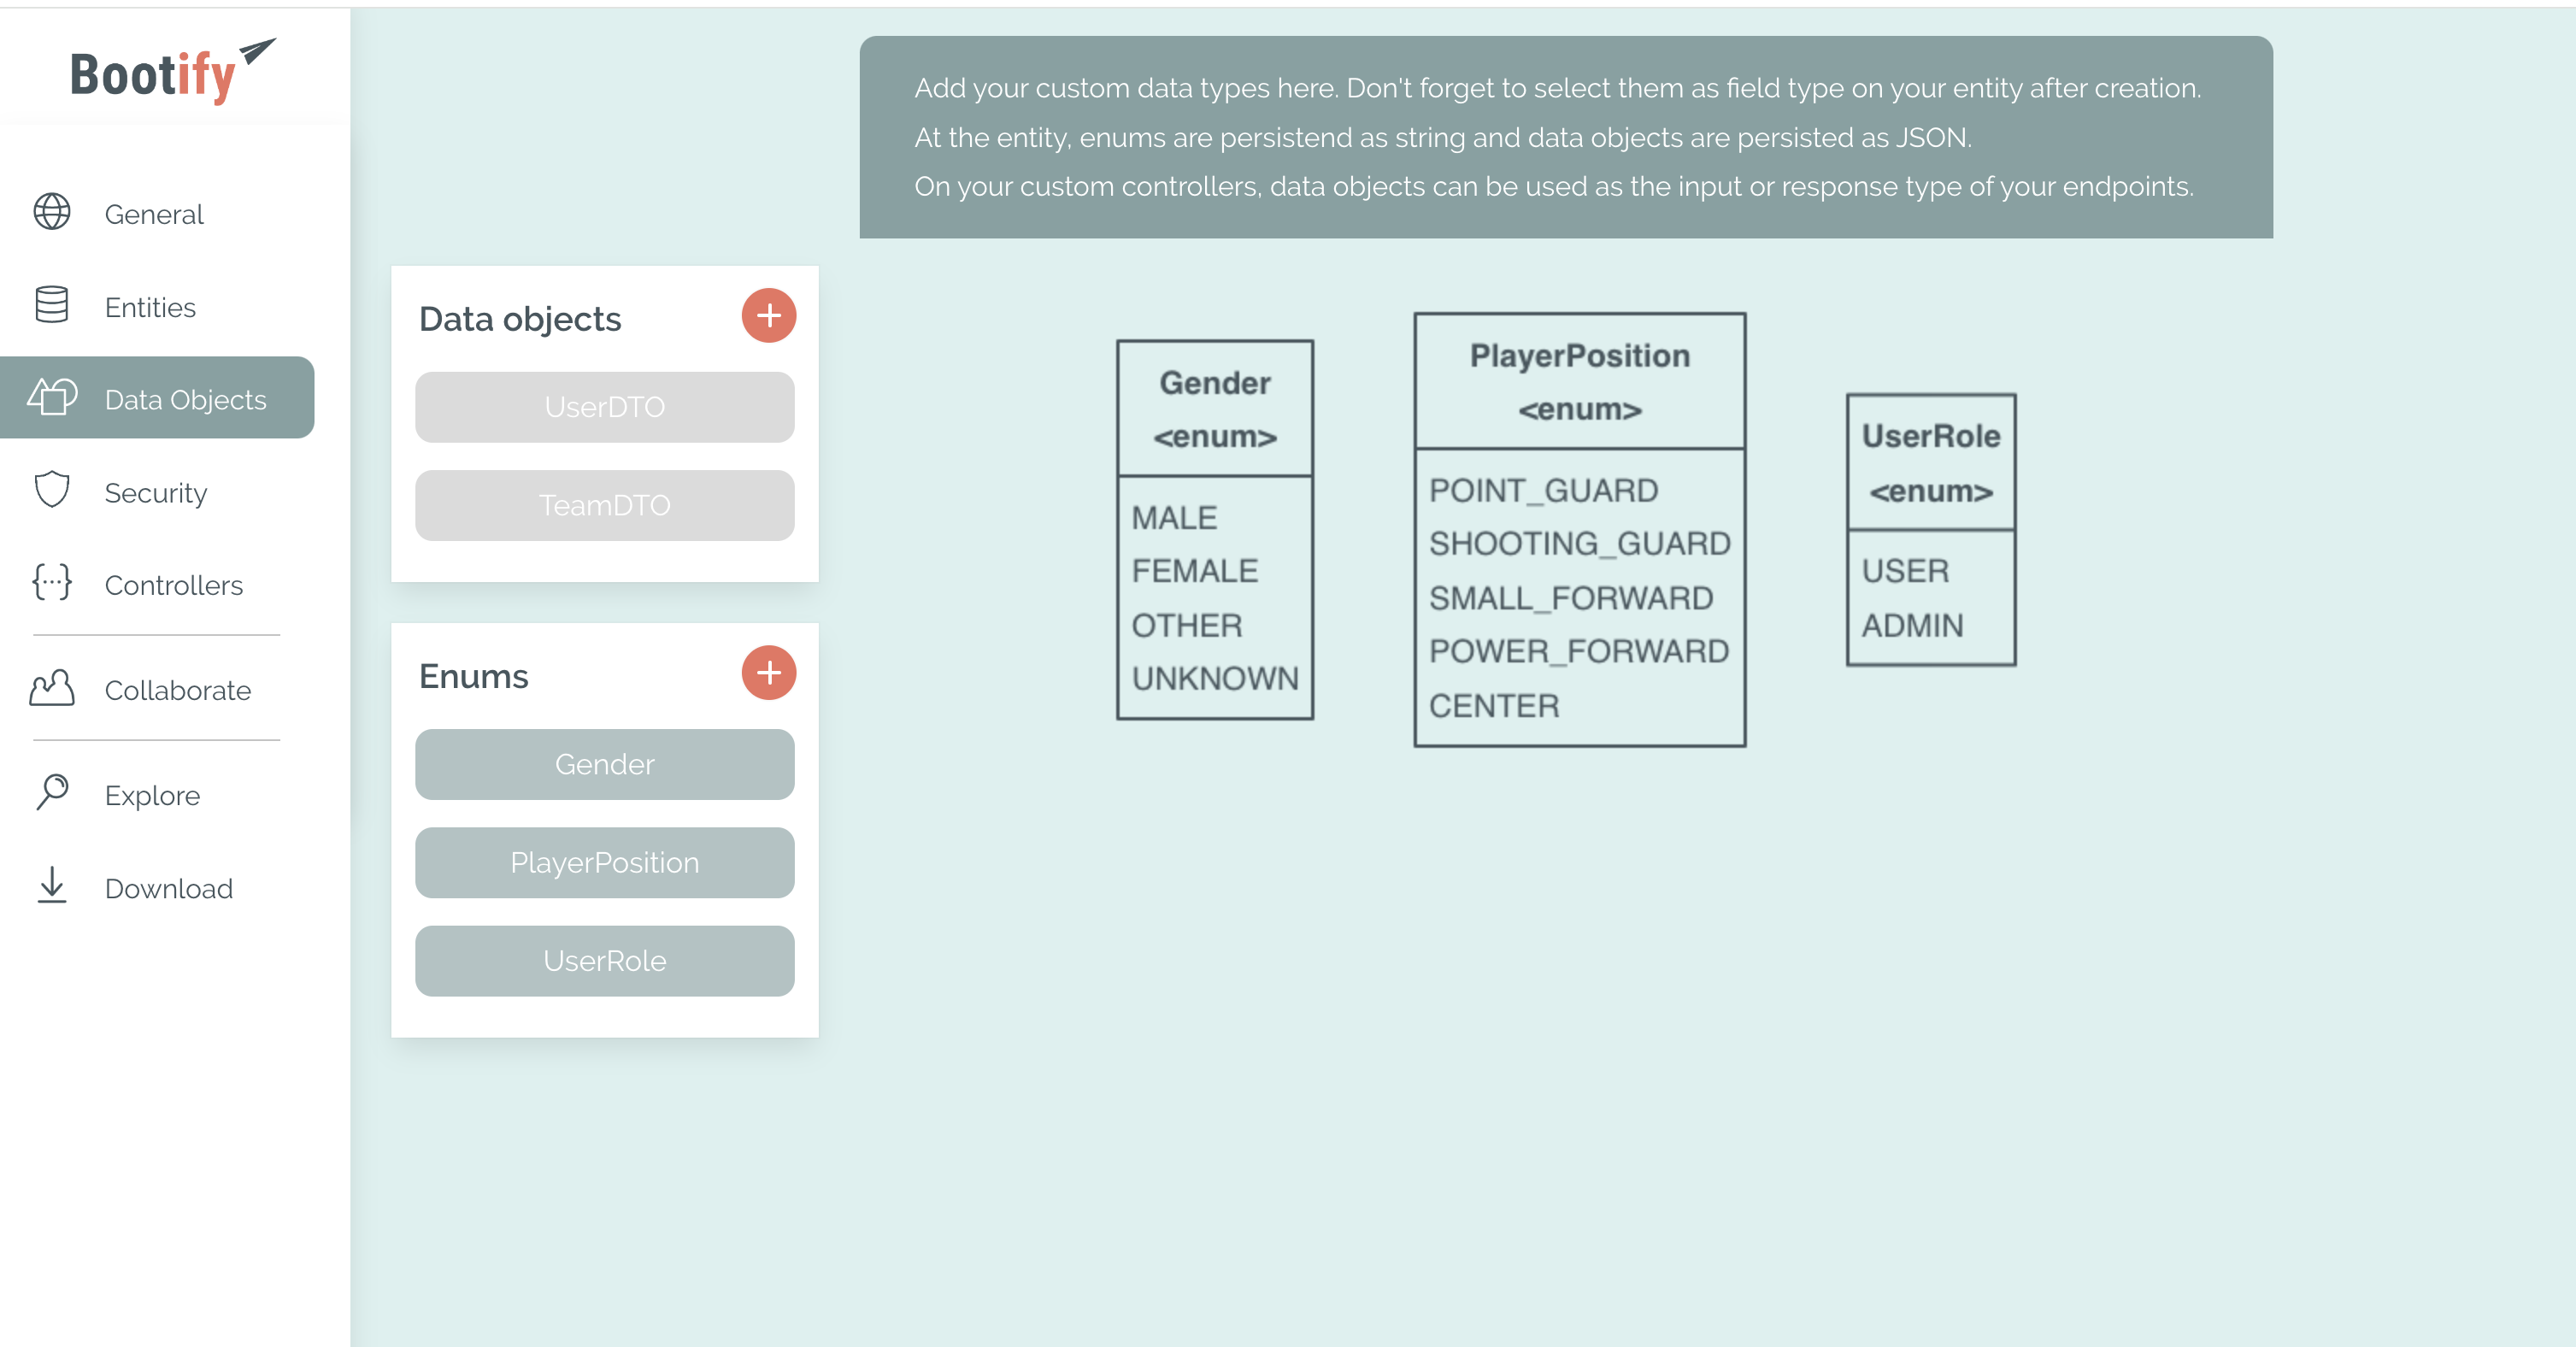 Bootify
General
Entities
Data Objects
Security
Controllers
Collaborate
Explore
Download
Add your custom data types here. Don't forget to select them as field type on your entity after creation.
At the entity, enums are persistend as string and data objects are persisted as JSON.
On your custom controllers, data objects can be used as the input or response type of your endpoints.
Data objects
UserDTO
TeamDTO
Enums
Gender
PlayerPosition
UserRole
Gender
<enum>
MALE
FEMALE
OTHER
UNKNOWN
PlayerPosition
<enum>
POINT_GUARD
SHOOTING_GUARD
SMALL_FORWARD
POWER_FORWARD
CENTER
UserRole
<enum>
USER
ADMIN